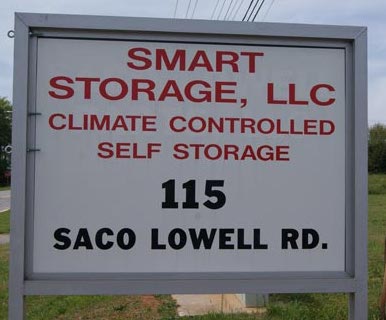 SMART
STORAGE, LLC
CLIMATE CONTROLLED
SELF STORAGE
115
SACO LOWELL RD.